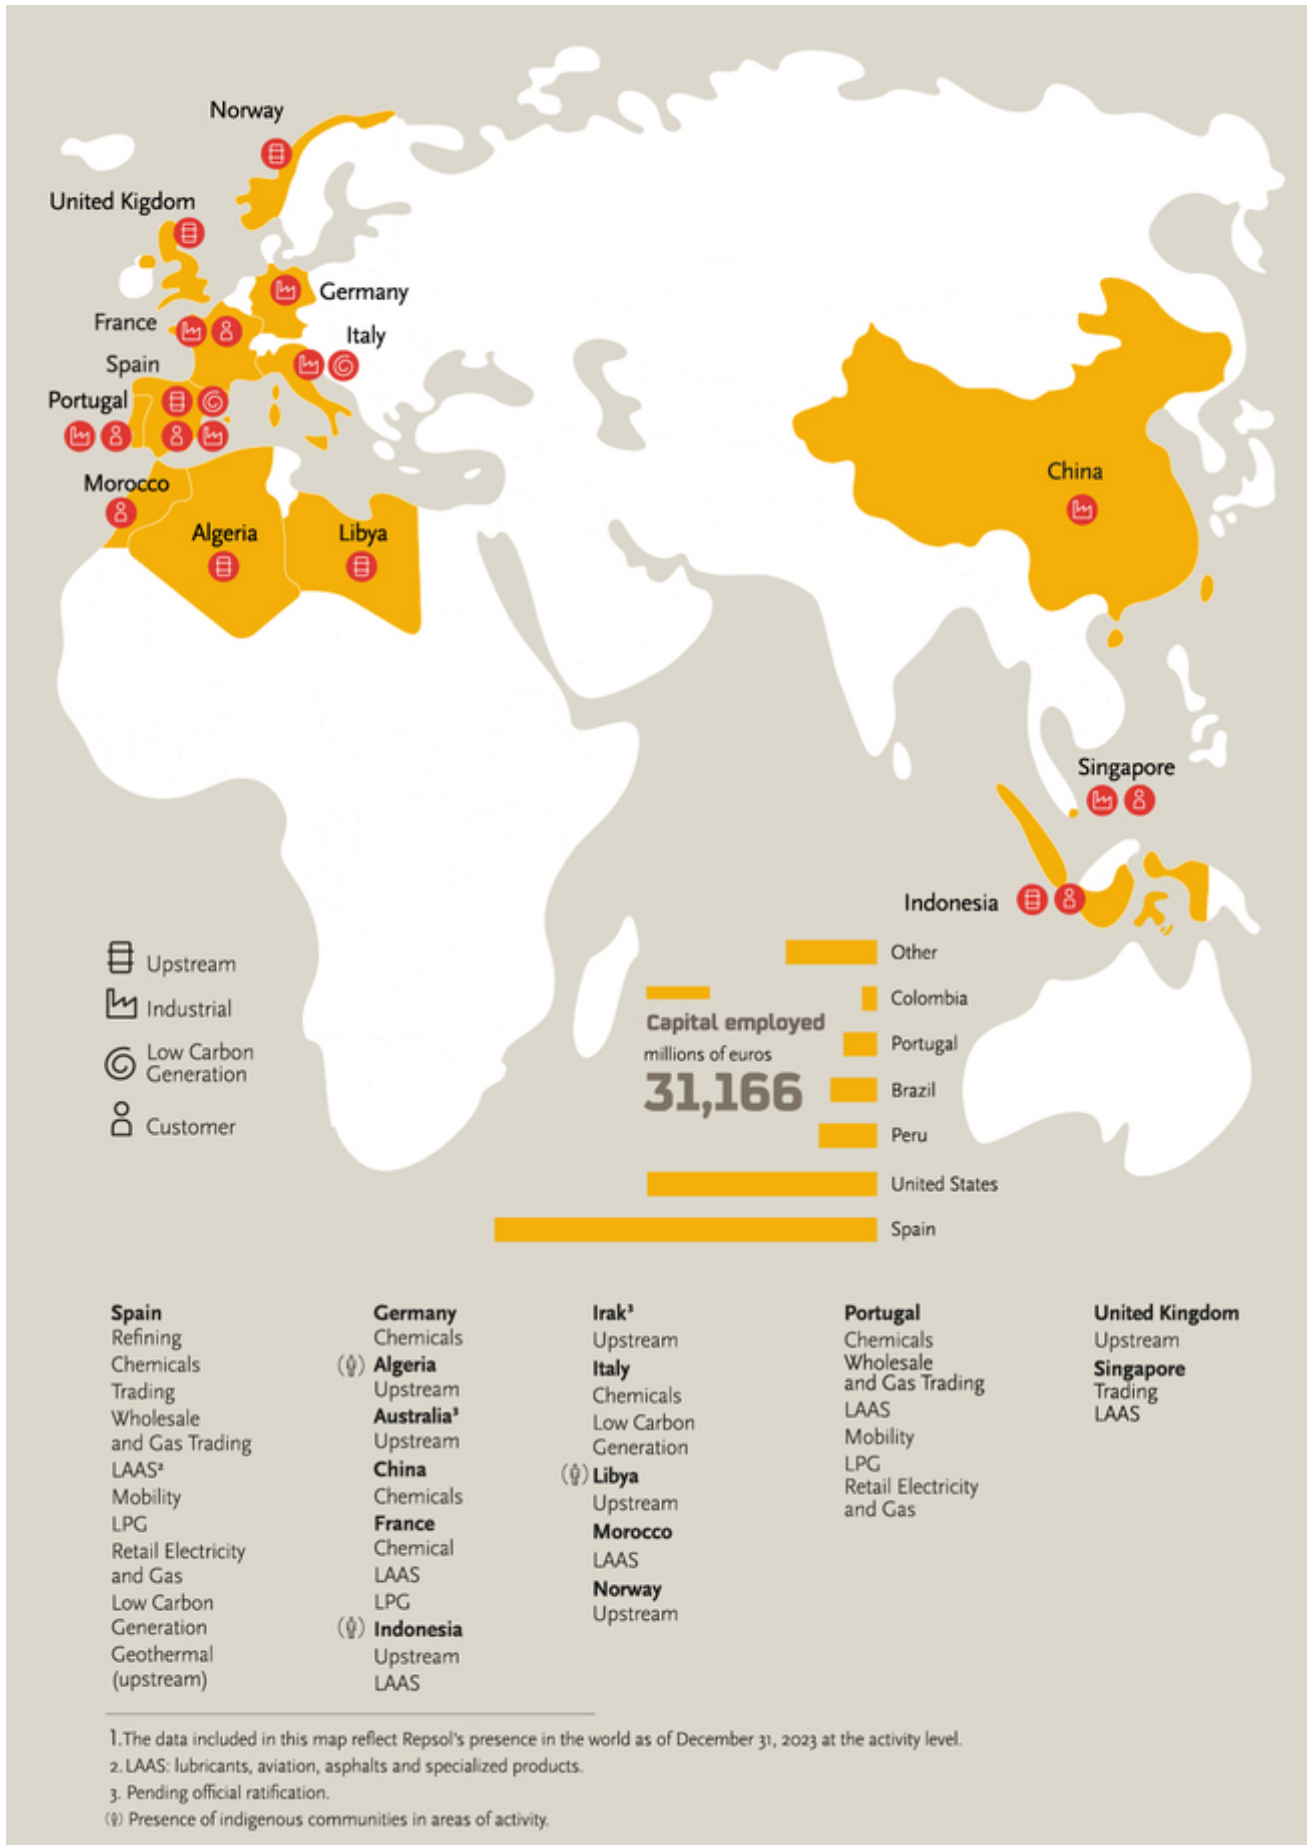 Norway
United Kigdom
Germany
France
Italy
Spain
Portugal
China
Morocco
Algeria
Libya
Singapore
Indonesia
Upstream
Industrial
Low Carbon
Generation
Customer
Other
Colombia
Capital employed
millions of euros
31,166
Portugal
Brazil
Peru
United States
Spain
Spain
Refining
Chemicals
Trading
Wholesale
and Gas Trading
LAAS²
Mobility
LPG
Retail Electricity
and Gas
Low Carbon
Generation
Geothermal
(upstream)
Germany
Chemicals
Algeria
Upstream
Australia³
Upstream
China
Chemicals
France
Chemical
LAAS
LPG
Indonesia
Upstream
LAAS
Irak³
Upstream
Italy
Chemicals
Low Carbon
Generation
Libya
Upstream
Morocco
LAAS
Norway
Upstream
Portugal
Chemicals
Wholesale
and Gas Trading
LAAS
Mobility
LPG
Retail Electricity
and Gas
United Kingdom
Upstream
Singapore
Trading
LAAS
1.The data included in this map reflect Repsol's presence in the world as of December 31, 2023 at the activity level.
2. LAAS: lubricants, aviation, asphalts and specialized products.
3. Pending official ratification.
Presence of indigenous communities in areas of activity.